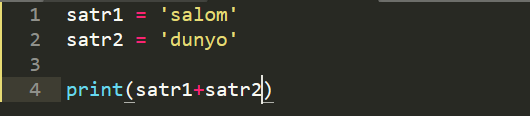 1 satr1 = 'salom'
2 satr2 = 'dunyo'
3
4 print(satr1+satr2)